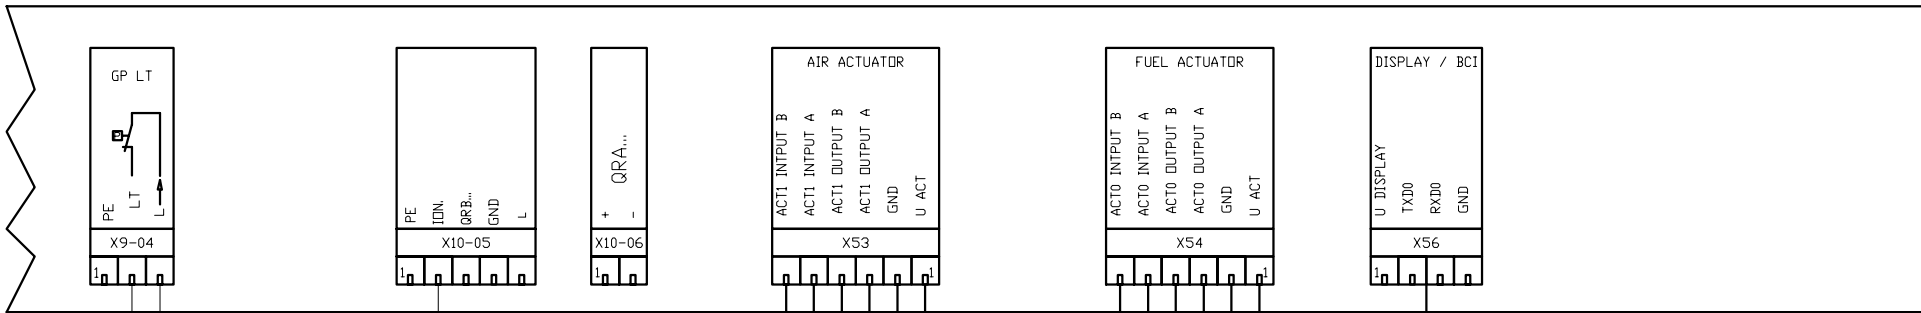 GP LT
P
PE
LT
L
X9-04
1
PE
ION.
QRB...
GND
L
X10-05
1
QRA...
+
-
X10-06
1
AIR ACTUATOR
ACT1 INTPUT B
ACT1 INTPUT A
ACT1 OUTPUT B
ACT1 OUTPUT A
GND
U ACT
X53
1
FUEL ACTUATOR
ACT0 INTPUT B
ACT0 INTPUT A
ACT0 OUTPUT B
ACT0 OUTPUT A
GND
U ACT
X54
1
DISPLAY / BCI
U DISPLAY
TXD0
RXD0
GND
X56
1